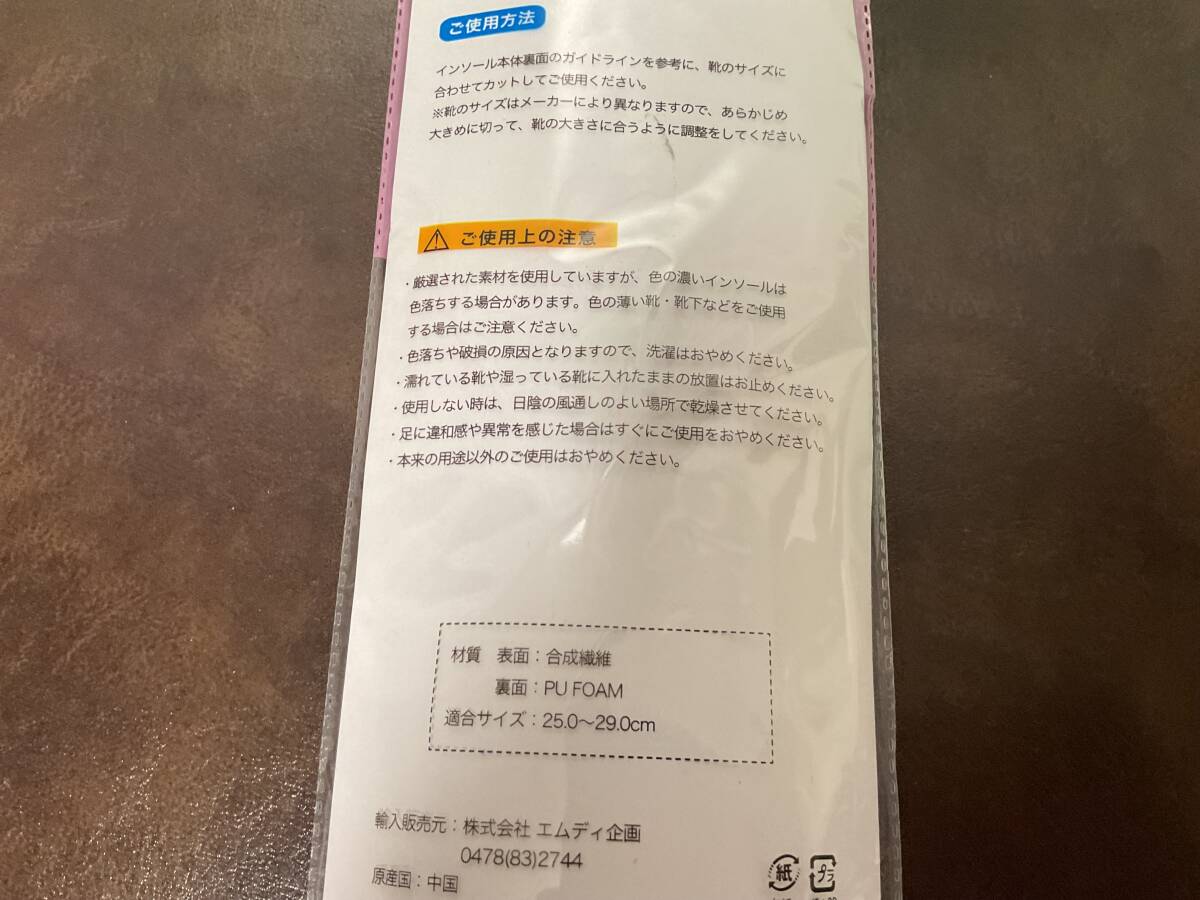 ご使用方法
インソール本体裏面のガイドラインを参考に、靴のサイズに
合わせてカットしてご使用ください。
※靴のサイズはメーカーにより異なりますので、あらかじめ
大きめに切って、靴の大きさに合うように調整をしてください。
ご使用上の注意
・厳選された素材を使用していますが、色の濃いインソールは
色落ちする場合があります。色の薄い靴・靴下などをご使用
する場合はご注意ください。
・色落ちや破損の原因となりますので、洗濯はおやめください。
・濡れている靴や湿っている靴に入れたままの放置はお止めください。
・使用しない時は、日陰の風通しのよい場所で乾燥させてください。
・足に違和感や異常を感じた場合はすぐにご使用をおやめください。
・本来の用途以外のご使用はおやめください。
材質 表面：合成繊維
裏面：PU FOAM
適合サイズ：25.0〜29.0cm
輸入販売元：株式会社 エムディ企画
0478(83)2744
原産国：中国
紙 プラ